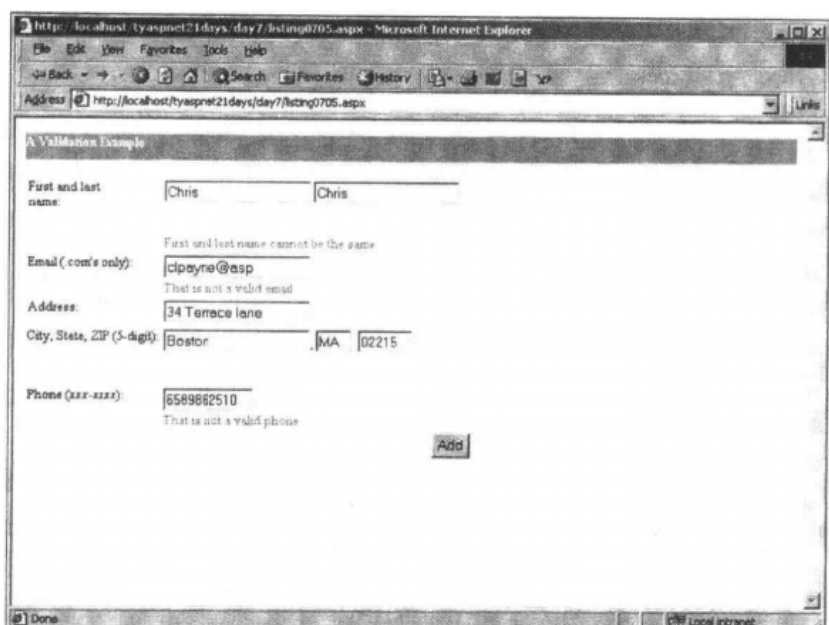 http://localhost/tyaspnet21days/day7/listing0705.aspx - Microsoft Internet Explorer
File Edit View Favorites Tools Help
Back Search Favorites History
Address http://localhost/tyaspnet21days/day7/listing0705.aspx Links
A Validation Example
First and last name: Chris Chris
First and last name cannot be the same
Email (.com's only): clpayne@asp
That is not a valid email
Address: 34 Terrace lane
City, State, ZIP (5-digit): Boston , MA 02215
Phone (xxx-xxxx): 6589862510
That is not a valid phone
Add
Done Local intranet